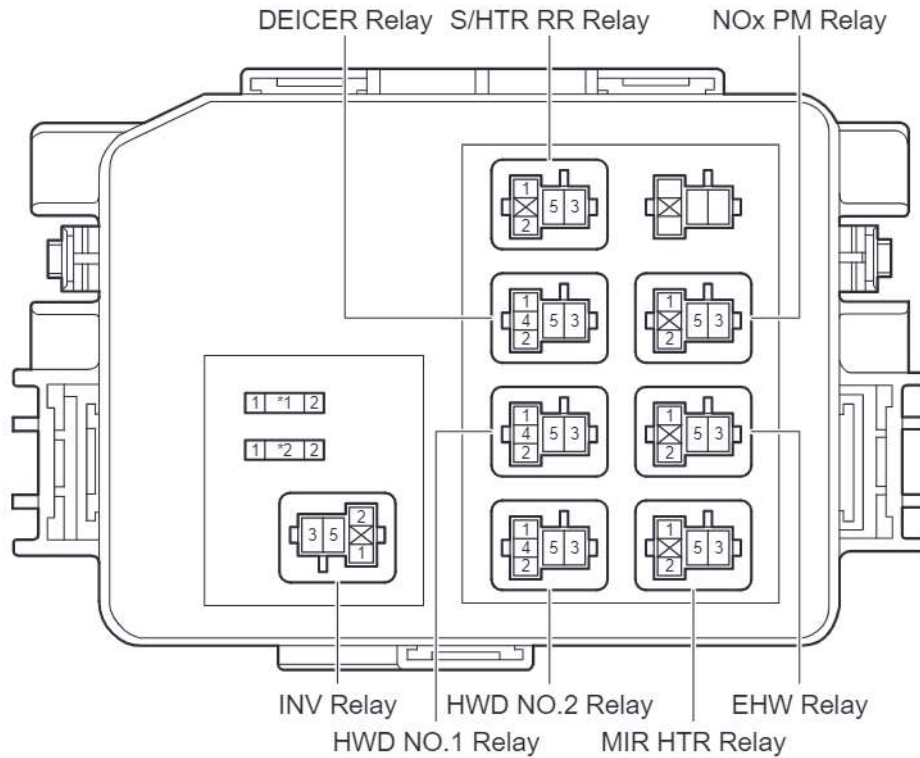 DEICER Relay S/HTR RR Relay NOx PM Relay
1
5 3
2
1 1
4 5 3 5 3
2 2
1 *1 2
1 1
4 5 3 5 3
2 2
1 *2 2
2
3 5
1
1 1
4 5 3 5 3
2 2
INV Relay HWD NO.2 Relay EHW Relay
HWD NO.1 Relay MIR HTR Relay